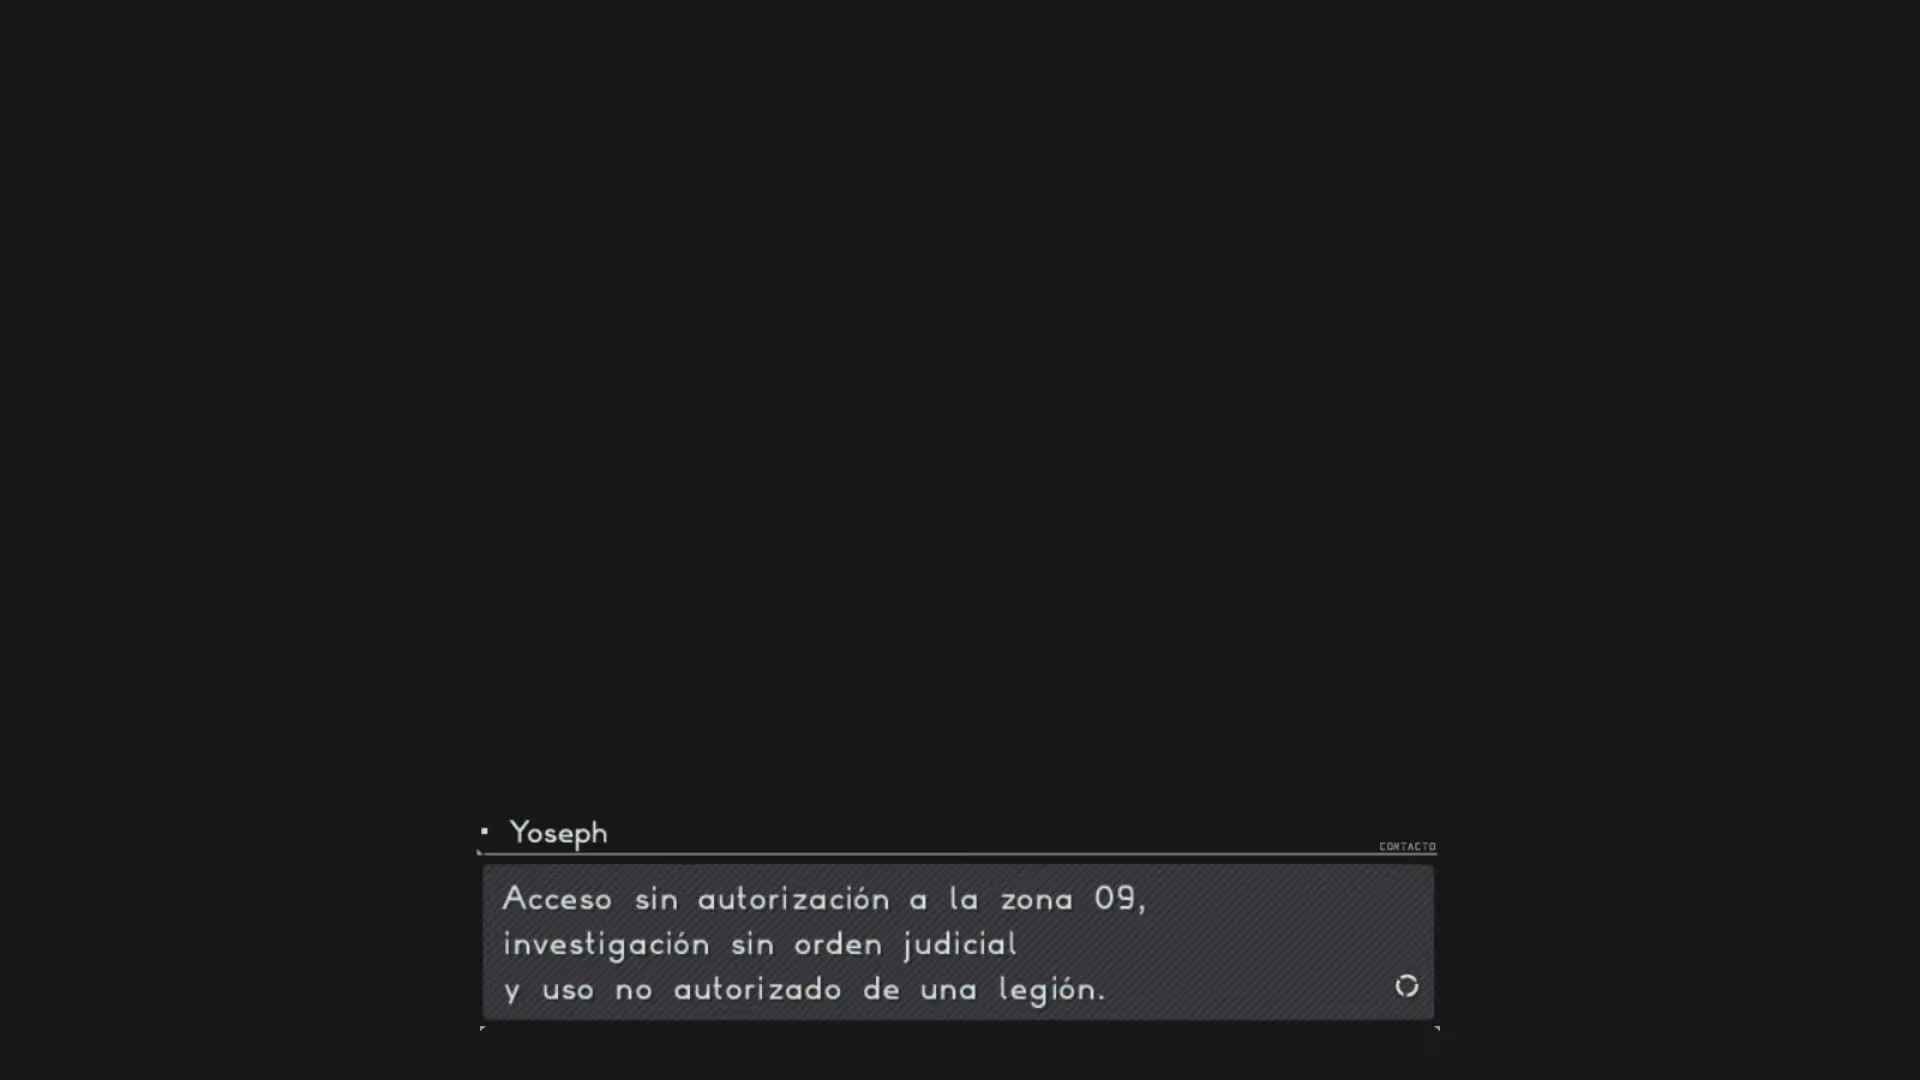 Yoseph
CONTACTO
Acceso sin autorización a la zona 09,
investigación sin orden judicial
y uso no autorizado de una legión.